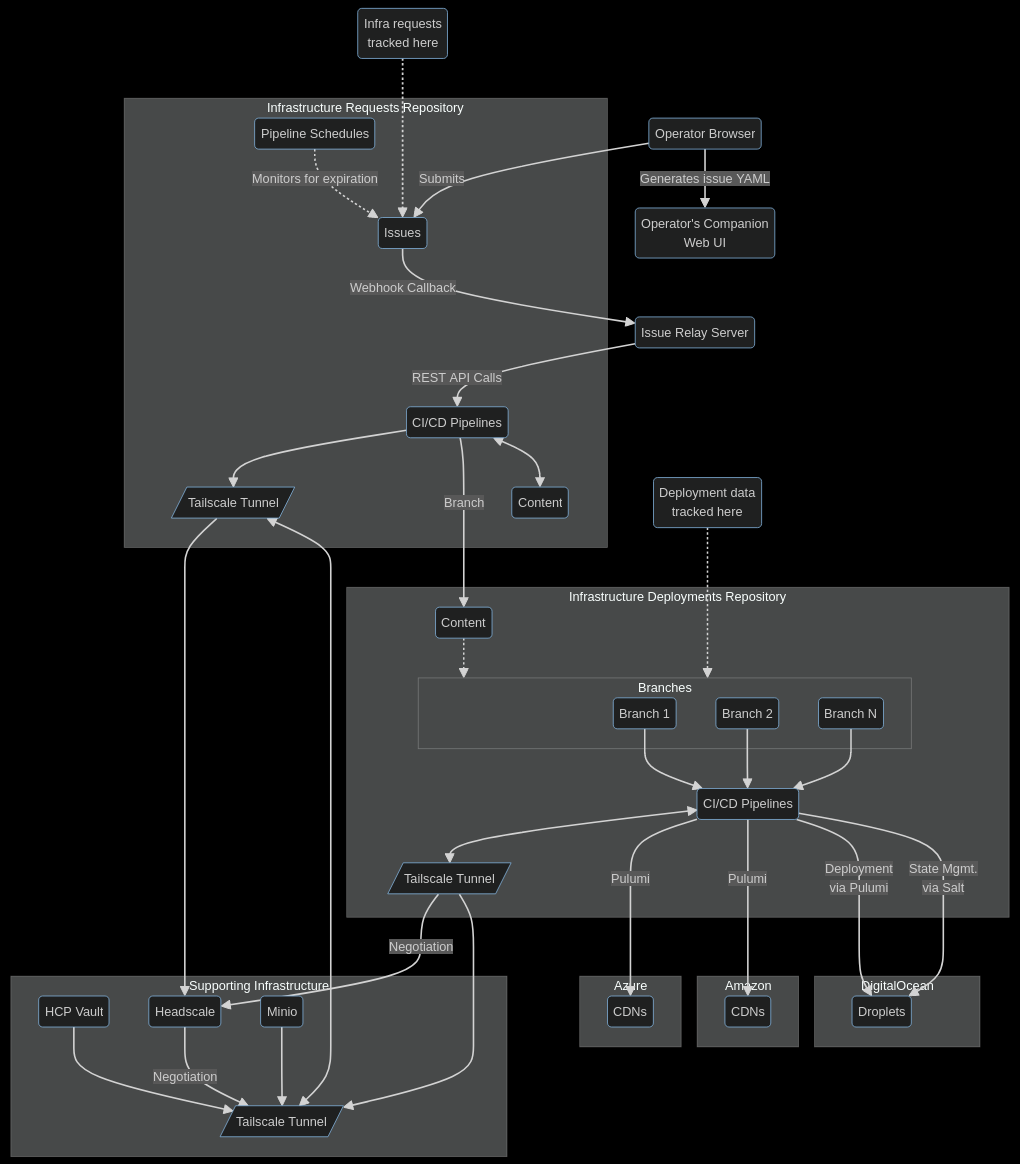 Infra requests
tracked here
Infrastructure Requests Repository
Pipeline Schedules
Operator Browser
Monitors for expiration
Submits
Generates issue YAML
Issues
Operator's Companion
Web UI
Webhook Callback
Issue Relay Server
REST API Calls
CI/CD Pipelines
Tailscale Tunnel
Branch
Content
Deployment data
tracked here
Infrastructure Deployments Repository
Content
Branches
Branch 1
Branch 2
Branch N
CI/CD Pipelines
Tailscale Tunnel
Pulumi
Pulumi
Deployment
via Pulumi
State Mgmt.
via Salt
Negotiation
Supporting Infrastructure
Azure
Amazon
DigitalOcean
HCP Vault
Headscale
Minio
CDNs
CDNs
Droplets
Negotiation
Tailscale Tunnel